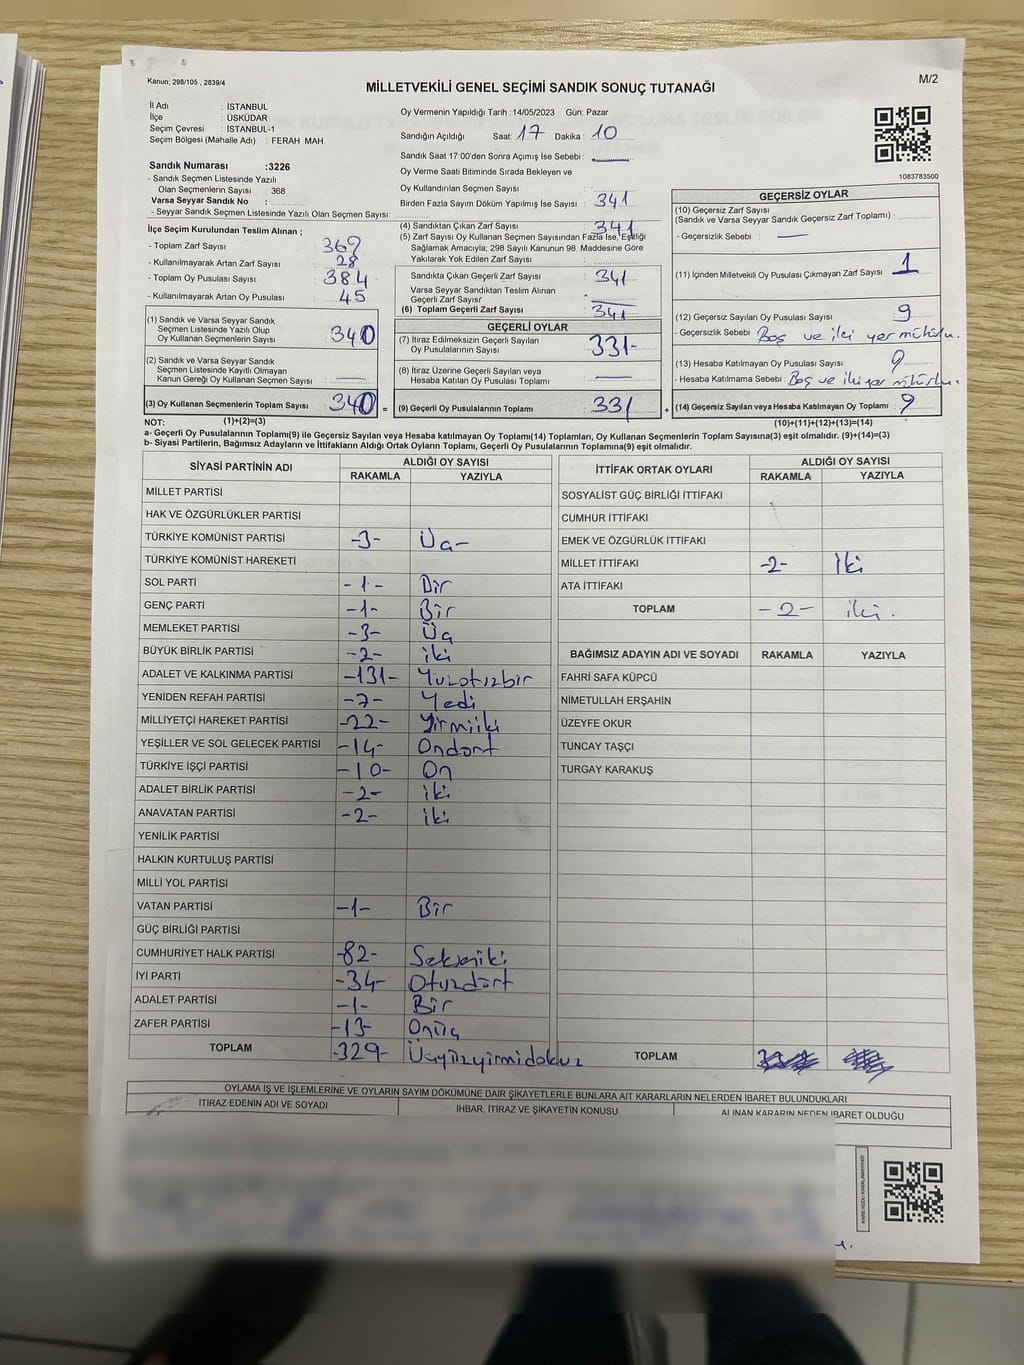 Kanun; 298/105 , 2839/4
M/2
MİLLETVEKİLİ GENEL SEÇİMİ SANDIK SONUÇ TUTANAĞI
İl Adı : İSTANBUL
İlçe : ÜSKÜDAR
Seçim Çevresi : İSTANBUL-1
Seçim Bölgesi (Mahalle Adı) : FERAH MAH.
Sandık Numarası :3226
- Sandık Seçmen Listesinde Yazılı
Olan Seçmenlerin Sayısı : 368
Varsa Seyyar Sandık No :
- Seyyar Sandık Seçmen Listesinde Yazılı Olan Seçmen Sayısı:
Oy Vermenin Yapıldığı Tarih : 14/05/2023 Gün: Pazar
Sandığın Açıldığı Saat: 17 Dakika : 10
Sandık Saat 17:00'den Sonra Açımış İse Sebebi :
Oy Verme Saati Bitiminde Sırada Bekleyen ve
Oy Kullandırılan Seçmen Sayısı :
Birden Fazla Sayım Döküm Yapılmış İse Sayısı : 341
1083783500
İlçe Seçim Kurulundan Teslim Alınan ;
- Toplam Zarf Sayısı :
- Kullanılmayarak Artan Zarf Sayısı : 28
- Toplam Oy Pusulası Sayısı : 384
- Kullanılmayarak Artan Oy Pusulası : 45
(1) Sandık ve Varsa Seyyar Sandık
Seçmen Listesinde Yazılı Olup
Oy Kullanan Seçmenlerin Sayısı : 340
(2) Sandık ve Varsa Seyyar Sandık
Seçmen Listesinde Kayıtlı Olmayan
Kanun Gereği Oy Kullanan Seçmen Sayısı :
(3) Oy Kullanan Seçmenlerin Toplam Sayısı : 340
(1)+(2)=(3)
(4) Sandıktan Çıkan Zarf Sayısı : 341
(5) Zarf Sayısı Oy Kullanan Seçmen Sayısından Fazla İse, Eşitliği
Sağlamak Amacıyla; 298 Sayılı Kanunun 98. Maddesine Göre
Yakılarak Yok Edilen Zarf Sayısı :
Sandıkta Çıkan Geçerli Zarf Sayısı : 341
Varsa Seyyar Sandıktan Teslim Alınan
Geçerli Zarf Sayısı :
(6) Toplam Geçerli Zarf Sayısı : 341
GEÇERLİ OYLAR
(7) İtiraz Edilmeksizin Geçerli Sayılan
Oy Pusulalarının Sayısı : 331-
(8) İtiraz Üzerine Geçerli Sayılan veya
Hesaba Katılan Oy Pusulası Toplamı :
= (9) Geçerli Oy Pusulalarının Toplamı : 331 +
GEÇERSİZ OYLAR
(10) Geçersiz Zarf Sayısı
(Sandık ve Varsa Seyyar Sandık Geçersiz Zarf Toplamı) :
- Geçersizlik Sebebi :
(11) İçinden Milletvekili Oy Pusulası Çıkmayan Zarf Sayısı : 1
(12) Geçersiz Sayılan Oy Pusulası Sayısı : 9
- Geçersizlik Sebebi : Boş ve iki yer mühürlü.
(13) Hesaba Katılmayan Oy Pusulası Sayısı : 9
- Hesaba Katılmama Sebebi : Boş ve iki yer mühürlü.
(14) Geçersiz Sayılan veya Hesaba Katılmayan Oy Toplamı : 9
(10)+(11)+(12)+(13)=(14)
NOT:
a- Geçerli Oy Pusulalarının Toplamı(9) ile Geçersiz Sayılan veya Hesaba katılmayan Oy Toplamı(14) Toplamları, Oy Kullanan Seçmenlerin Toplam Sayısına(3) eşit olmalıdır. (9)+(14)=(3)
b- Siyasi Partilerin, Bağımsız Adayların ve İttifakların Aldığı Ortak Oyların Toplamı, Geçerli Oy Pusulalarının Toplamına(9) eşit olmalıdır.
SİYASİ PARTİNİN ADI ALDIĞI OY SAYISI
RAKAMLA YAZIYLA
MİLLET PARTİSİ
HAK VE ÖZGÜRLÜKLER PARTİSİ
TÜRKİYE KOMÜNİST PARTİSİ -3- Üç-
TÜRKİYE KOMÜNİST HAREKETİ
SOL PARTİ -1- Bir
GENÇ PARTİ -1- Bir
MEMLEKET PARTİSİ -3- Üç
BÜYÜK BİRLİK PARTİSİ -2- iki
ADALET VE KALKINMA PARTİSİ -131- Yüzotuzbir
YENİDEN REFAH PARTİSİ -7- Yedi
MİLLİYETÇİ HAREKET PARTİSİ -22- Yirmiiki
YEŞİLLER VE SOL GELECEK PARTİSİ -14- Ondört
TÜRKİYE İŞÇİ PARTİSİ -10- On
ADALET BİRLİK PARTİSİ -2- iki
ANAVATAN PARTİSİ -2- iki
YENİLİK PARTİSİ
HALKIN KURTULUŞ PARTİSİ
MİLLİ YOL PARTİSİ
VATAN PARTİSİ -1- Bir
GÜÇ BİRLİĞİ PARTİSİ
CUMHURİYET HALK PARTİSİ -82- Sekseniki
İYİ PARTİ -34- Otuzdört
ADALET PARTİSİ -1- Bir
ZAFER PARTİSİ -13- Onüç
TOPLAM -329- Üçyüzyirmidokuz
İTTİFAK ORTAK OYLARI ALDIĞI OY SAYISI
RAKAMLA YAZIYLA
SOSYALİST GÜÇ BİRLİĞİ İTTİFAKI
CUMHUR İTTİFAKI
EMEK VE ÖZGÜRLÜK İTTİFAKI
MİLLET İTTİFAKI -2- İki
ATA İTTİFAKI
TOPLAM -2- iki.
BAĞIMSIZ ADAYIN ADI VE SOYADI RAKAMLA YAZIYLA
FAHRİ SAFA KÜPCÜ
NİMETULLAH ERŞAHİN
ÜZEYFE OKUR
TUNCAY TAŞÇI
TURGAY KARAKUŞ
TOPLAM
OYLAMA İŞ VE İŞLEMLERİNE VE OYLARIN SAYIM DÖKÜMÜNE DAİR ŞİKAYETLERLE BUNLARA AİT KARARLARIN NELERDEN İBARET BULUNDUKLARI
İTİRAZ EDENİN ADI VE SOYADI İHBAR, İTİRAZ VE ŞİKAYETİN KONUSU ALINAN KARARIN NEDEN İBARET OLDUĞU